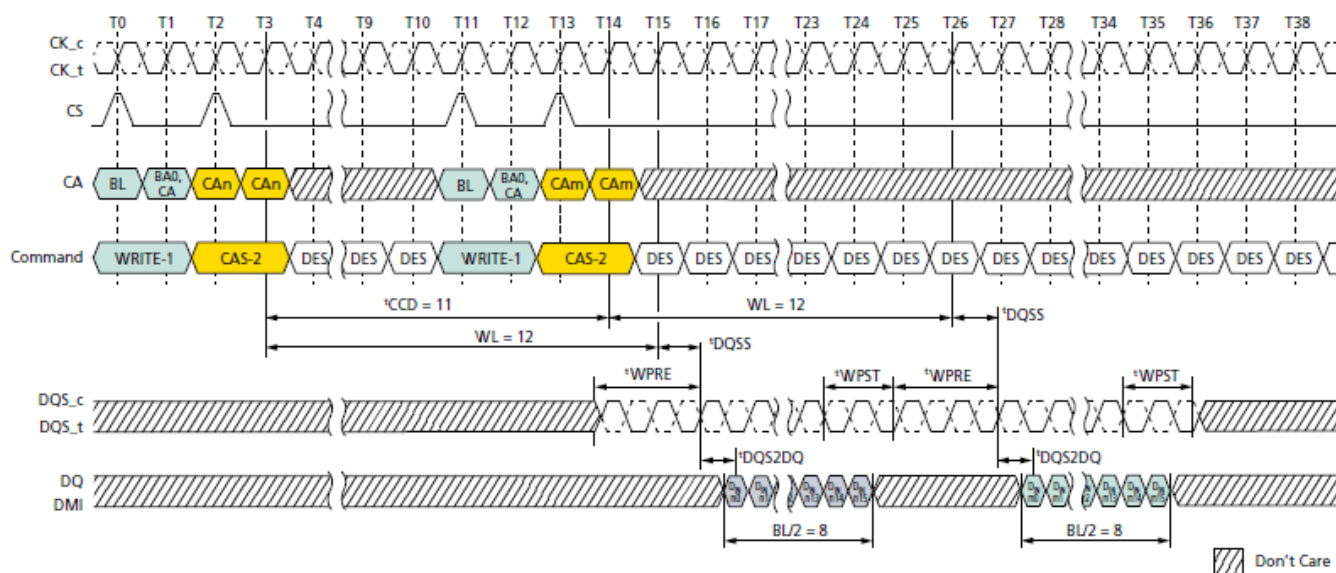 T0 T1 T2 T3 T4 T9 T10 T11 T12 T13 T14 T15 T16 T17 T23 T24 T25 T26 T27 T28 T34 T35 T36 T37 T38
CK_c
CK_t
CS
CA BL BA0, CA CAn CAn BL BA0, CA CAm CAm
Command WRITE-1 CAS-2 DES DES DES WRITE-1 CAS-2 DES DES DES DES DES DES DES DES DES DES DES DES DES DES
tCCD = 11 WL = 12 tDQSS
WL = 12 tDQSS
tWPRE tWPST tWPRE tWPST
DQS_c
DQS_t
tDQS2DQ tDQS2DQ
DQ
DMI
BL/2 = 8 BL/2 = 8
Don't Care